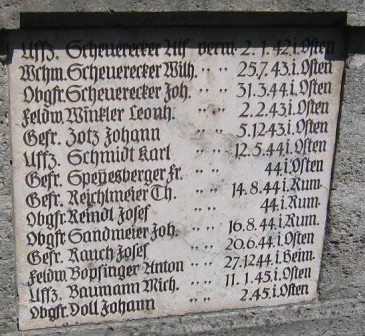 Uffz. Scheuerecker Alf. verm. 2.1.42 i. Osten
Wchm. Scheuerecker Wilh. " " 25.7.43 i. Osten
Obgfr. Scheuerecker Joh. " " 31.3.44 i. Osten
Feldw. Winkler Leonh. " " 2.2.43 i. Osten
Gefr. Zotz Johann " " 5.12.43 i. Osten
Uffz. Schmidt Karl " " 12.5.44 i. Osten
Gefr. Speyesberger Fr. " " 44 i. Osten
Gefr. Reichlmeier Th. " " 14.8.44 i. Rum.
Obgfr. Reindl Josef " " 44 i. Rum.
Obgfr. Sandmeier Joh. " " 16.8.44 i. Rum.
Gefr. Rauch Josef " " 20.6.44 i. Osten
Feldw. Bopfinger Anton " " 27.12.44 i. Heim.
Uffz. Baumann Mich. " " 11.1.45 i. Osten
Obgfr. Doll Johann " " 2.45 i. Osten